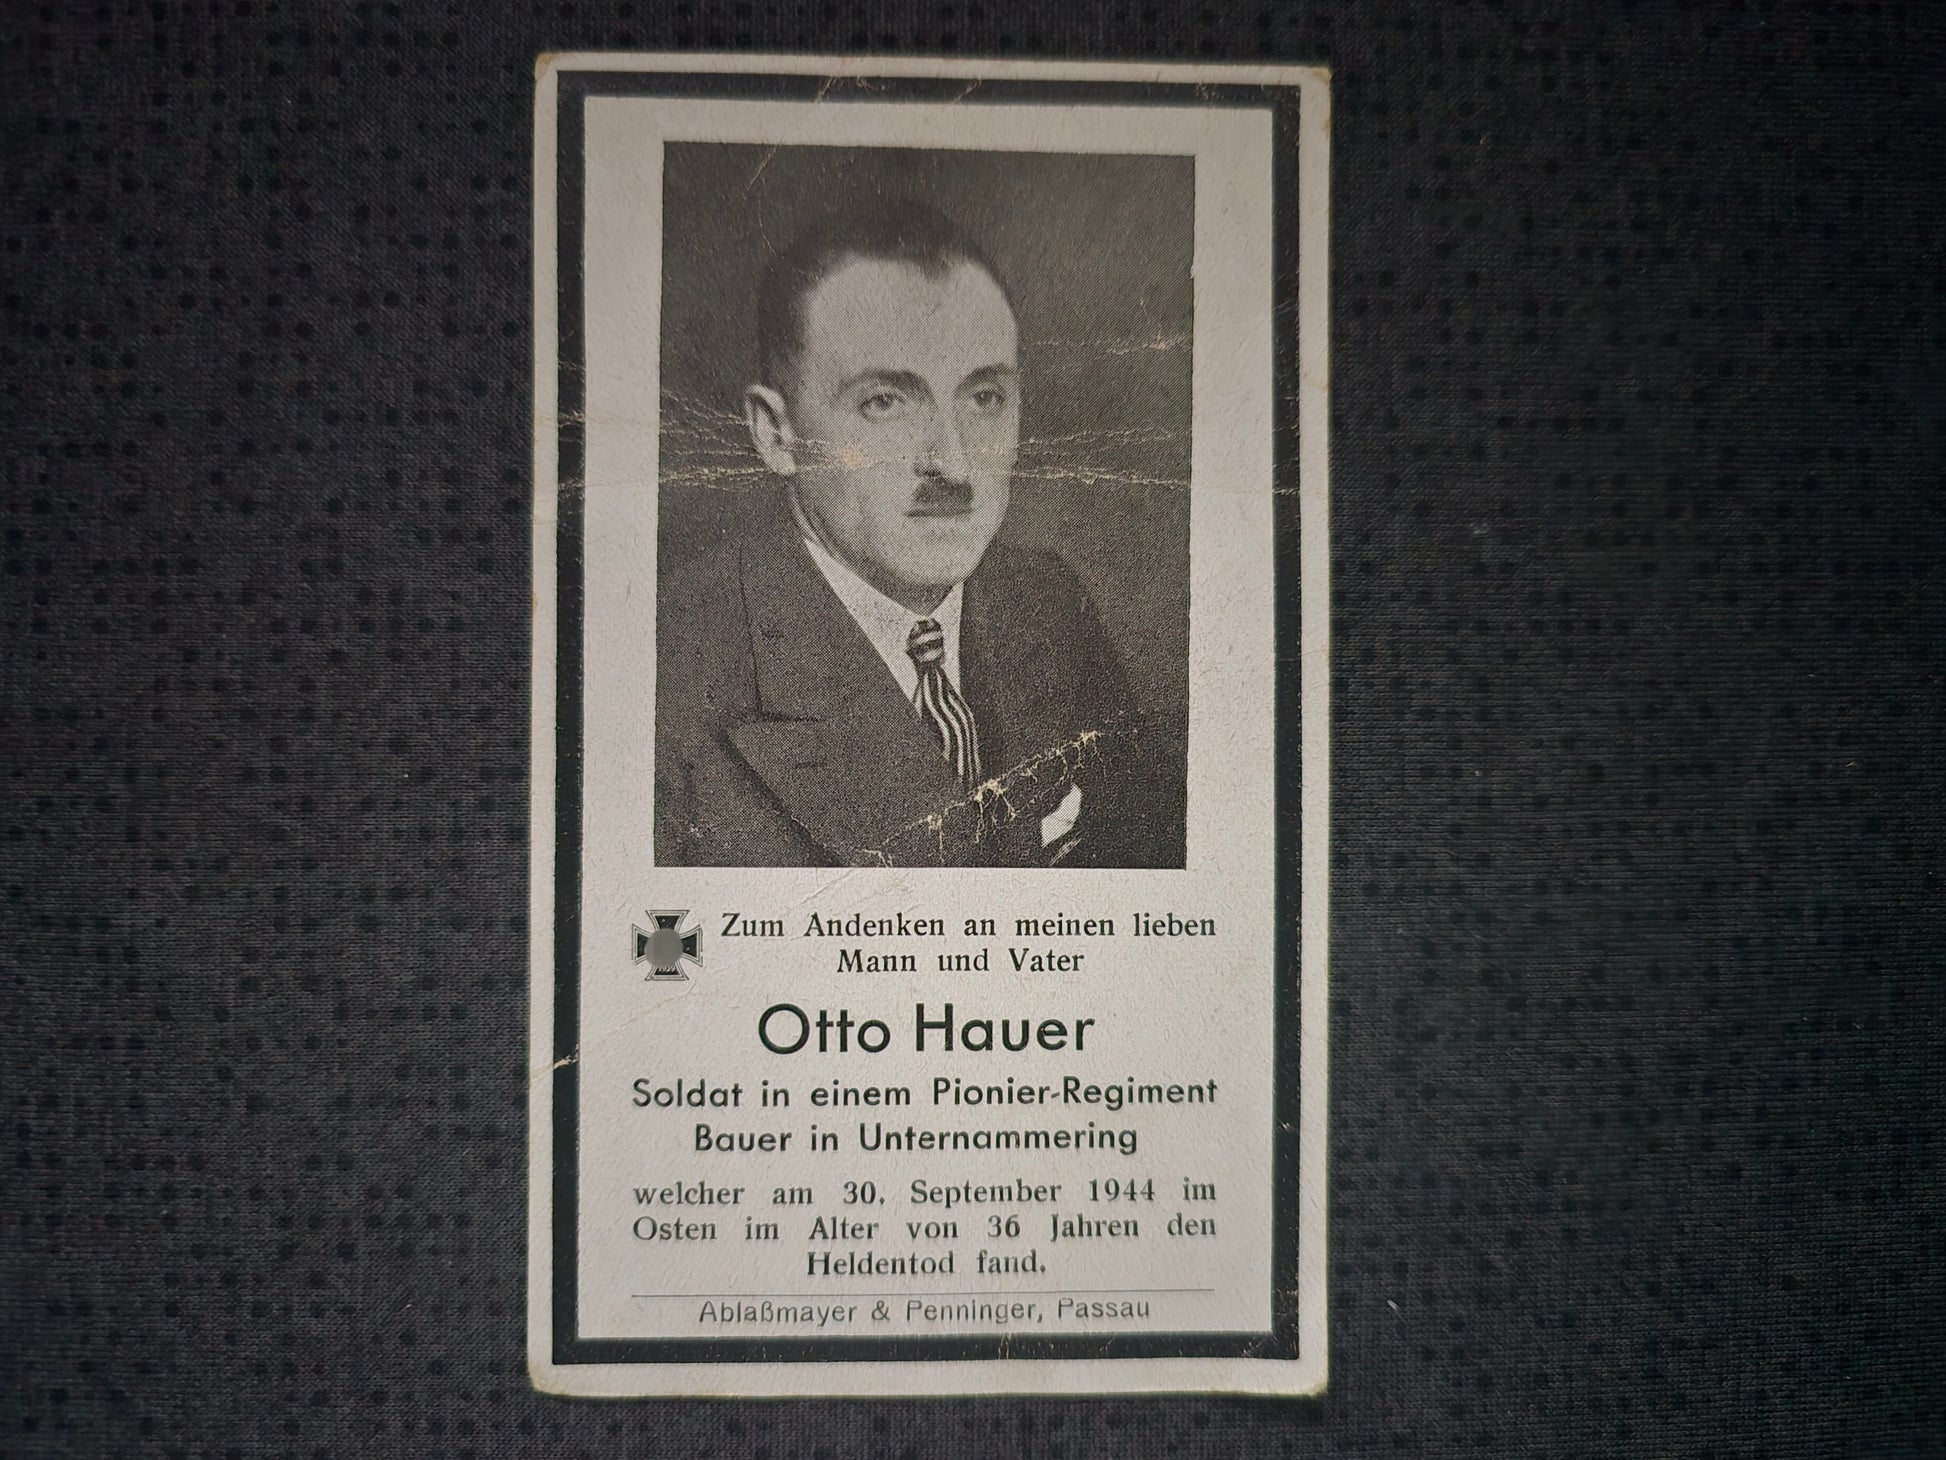 1939
Zum Andenken an meinen lieben
Mann und Vater
Otto Hauer
Soldat in einem Pionier-Regiment
Bauer in Unternammering
welcher am 30. September 1944 im
Osten im Alter von 36 Jahren den
Heldentod fand.
Ablaßmayer & Penninger, Passau